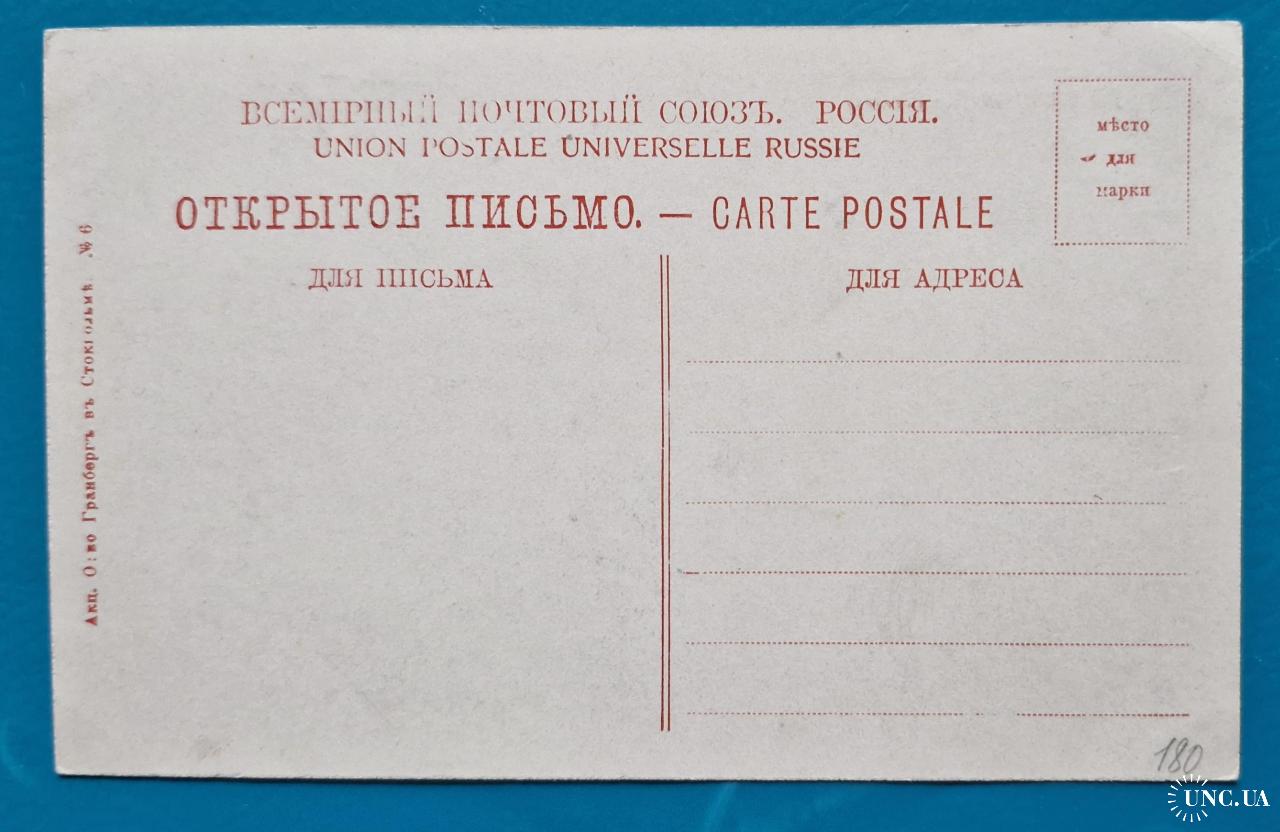 ВСЕМІРНЫЙ ПОЧТОВЫЙ СОЮЗЪ. РОССІЯ.
UNION POSTALE UNIVERSELLE RUSSIE
ОТКРЫТОЕ ПИСЬМО. — CARTE POSTALE
мѣсто
для
марки
ДЛЯ ПИСЬМА
ДЛЯ АДРЕСА
Акц. О:во Гранбергъ въ Стокгольмѣ. № 6
180
UNC.UA